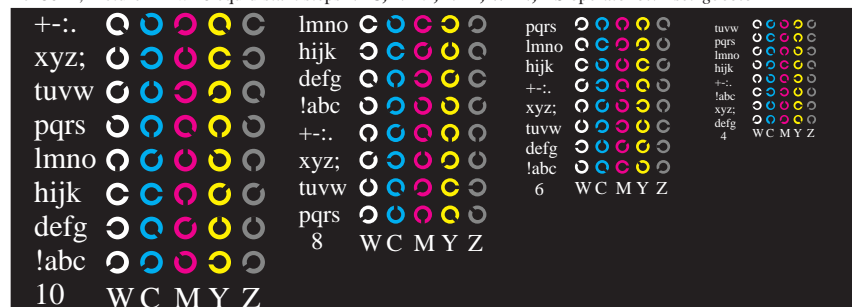 +-:.
xyz;
tuvw
pqrs
lmno
hijk
defg
!abc
10 W C M Y Z
lmno
hijk
defg
!abc
+-:.
xyz;
tuvw
pqrs
8 W C M Y Z
pqrs
lmno
hijk
+-:.
xyz;
tuvw
defg
!abc
6 W C M Y Z
tuvw
pqrs
lmno
hijk
+-:.
!abc
xyz;
defg
4 W C M Y Z